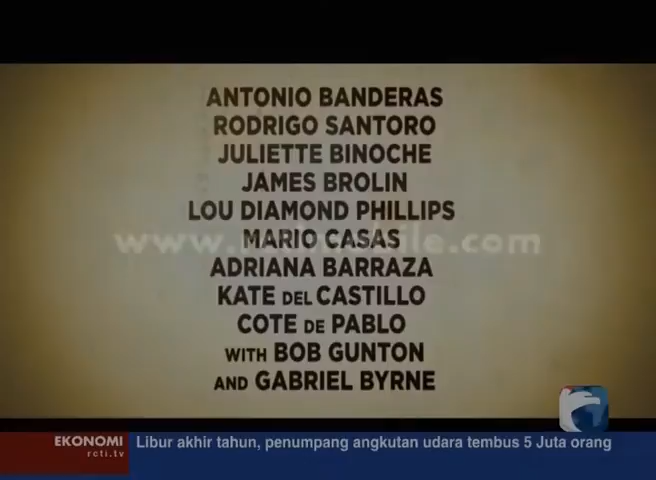 ANTONIO BANDERAS
RODRIGO SANTORO
JULIETTE BINOCHE
JAMES BROLIN
LOU DIAMOND PHILLIPS
MARIO CASAS
ADRIANA BARRAZA
KATE DEL CASTILLO
COTE DE PABLO
WITH BOB GUNTON
AND GABRIEL BYRNE
EKONOMI
rcti.tv
Libur akhir tahun, penumpang angkutan udara tembus 5 Juta orang